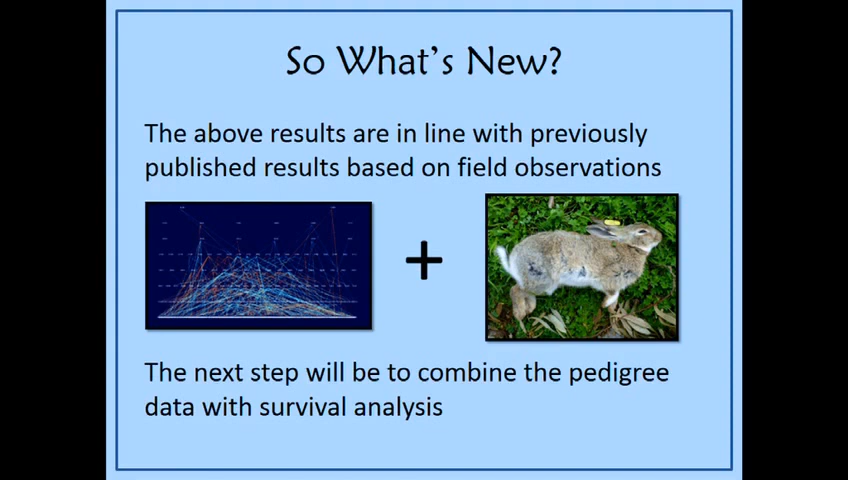 So What's New?
The above results are in line with previously
published results based on field observations
+
The next step will be to combine the pedigree
data with survival analysis